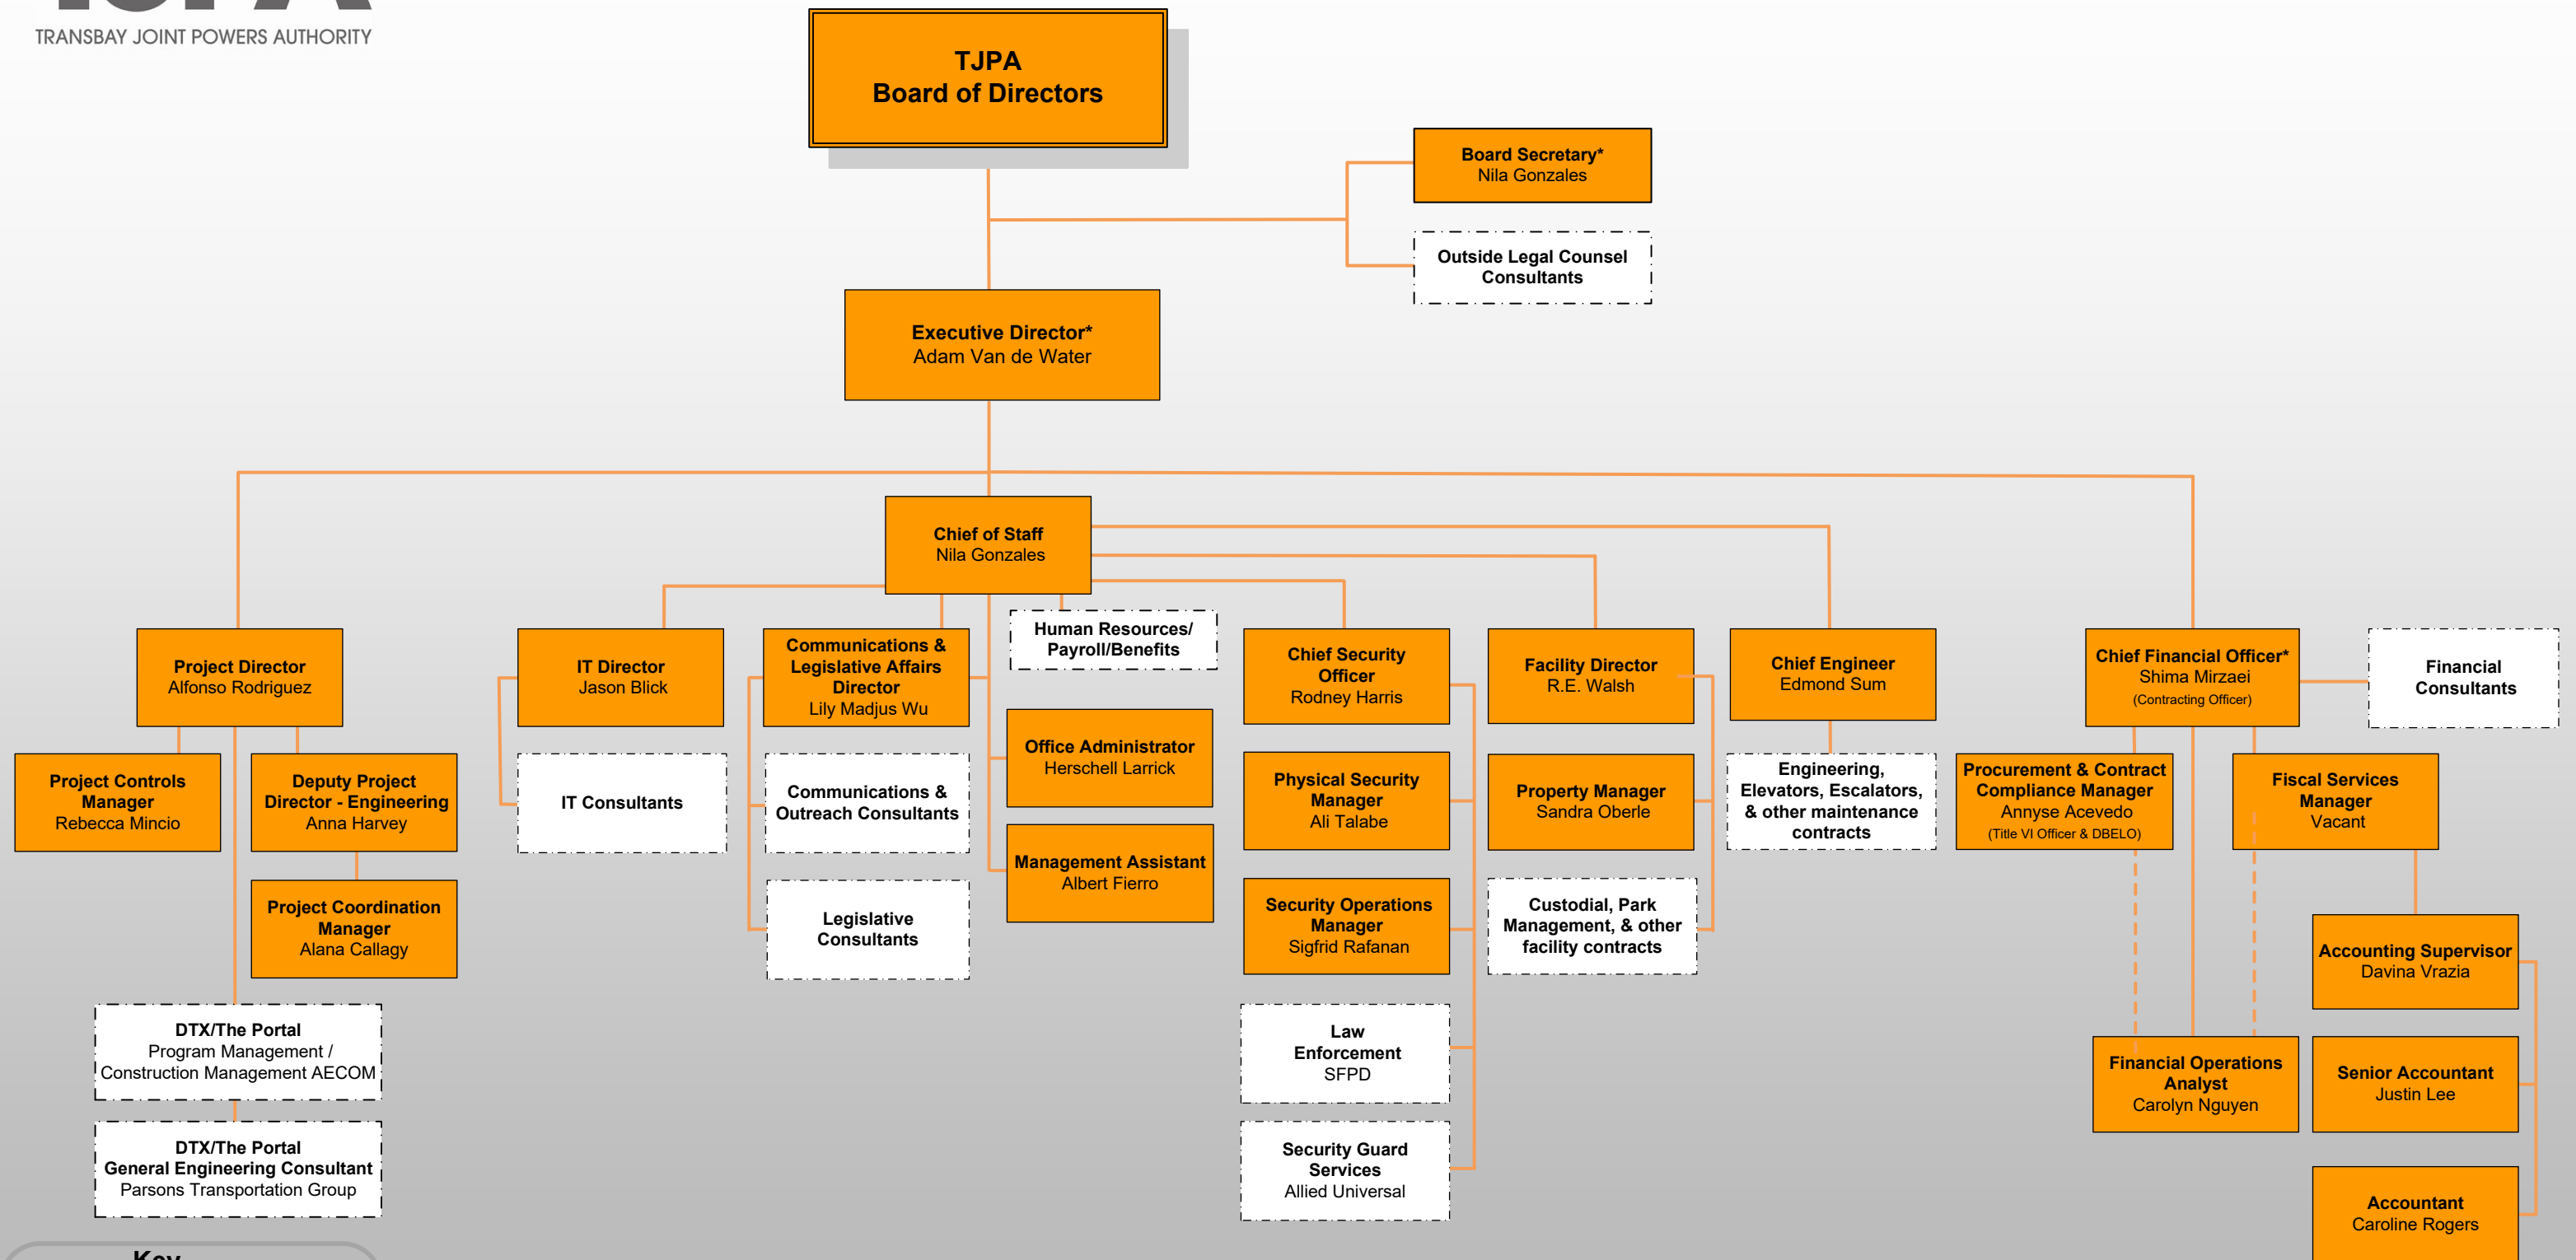 TRANSBAY JOINT POWERS AUTHORITY
TJPA
Board of Directors
Board Secretary*
Nila Gonzales
Outside Legal Counsel
Consultants
Executive Director*
Adam Van de Water
Chief of Staff
Nila Gonzales
Human Resources/
Payroll/Benefits
Project Director
Alfonso Rodriguez
IT Director
Jason Blick
Communications &
Legislative Affairs
Director
Lily Madjus Wu
Chief Security
Officer
Rodney Harris
Facility Director
R.E. Walsh
Chief Engineer
Edmond Sum
Chief Financial Officer*
Shima Mirzaei
(Contracting Officer)
Financial
Consultants
Project Controls
Manager
Rebecca Mincio
Deputy Project
Director - Engineering
Anna Harvey
IT Consultants
Communications &
Outreach Consultants
Office Administrator
Herschell Larrick
Physical Security
Manager
Ali Talabe
Property Manager
Sandra Oberle
Engineering,
Elevators, Escalators,
& other maintenance
contracts
Procurement & Contract
Compliance Manager
Annyse Acevedo
(Title VI Officer & DBELO)
Fiscal Services
Manager
Vacant
Project Coordination
Manager
Alana Callagy
Legislative
Consultants
Management Assistant
Albert Fierro
Security Operations
Manager
Sigfrid Rafanan
Custodial, Park
Management, & other
facility contracts
Accounting Supervisor
Davina Vrazia
DTX/The Portal
Program Management /
Construction Management AECOM
Law
Enforcement
SFPD
Financial Operations
Analyst
Carolyn Nguyen
Senior Accountant
Justin Lee
DTX/The Portal
General Engineering Consultant
Parsons Transportation Group
Security Guard
Services
Allied Universal
Accountant
Caroline Rogers
Key